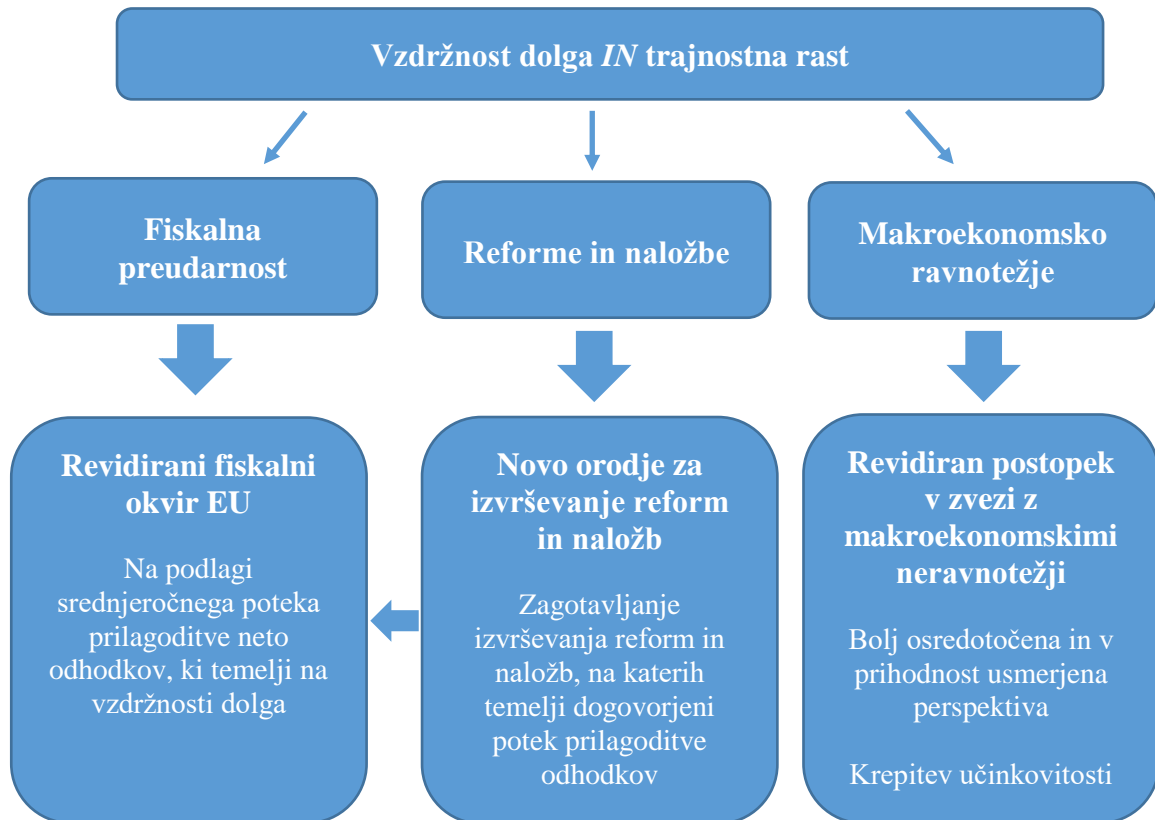 Vzdržnost dolga IN trajnostna rast
Fiskalna
preudarnost
Reforme in naložbe
Makroekonomsko
ravnotežje
Revidirani fiskalni
okvir EU
Na podlagi
srednjeročnega poteka
prilagoditve neto
odhodkov, ki temelji na
vzdržnosti dolga
Novo orodje za
izvrševanje reform
in naložb
Zagotavljanje
izvrševanja reform in
naložb, na katerih
temelji dogovorjeni
potek prilagoditve
odhodkov
Revidiran postopek
v zvezi z
makroekonomskimi
neravnotežji
Bolj osredotočena in v
prihodnost usmerjena
perspektiva
Krepitev učinkovitosti